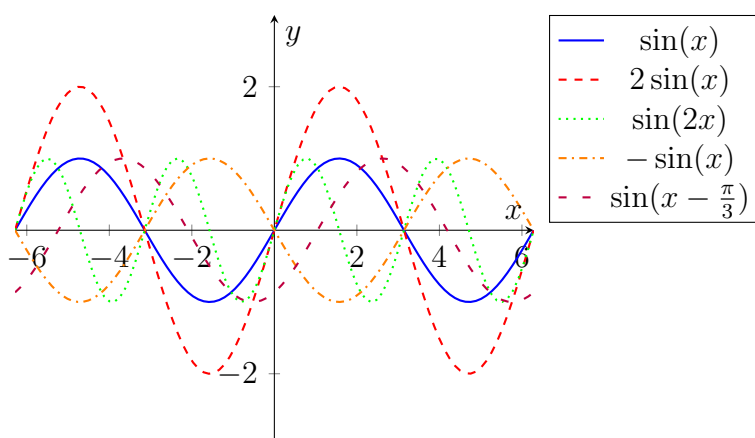 y
2
−2
x
−6 −4 −2 2 4 6
sin(x)
2 sin(x)
sin(2x)
− sin(x)
sin(x − π/3)